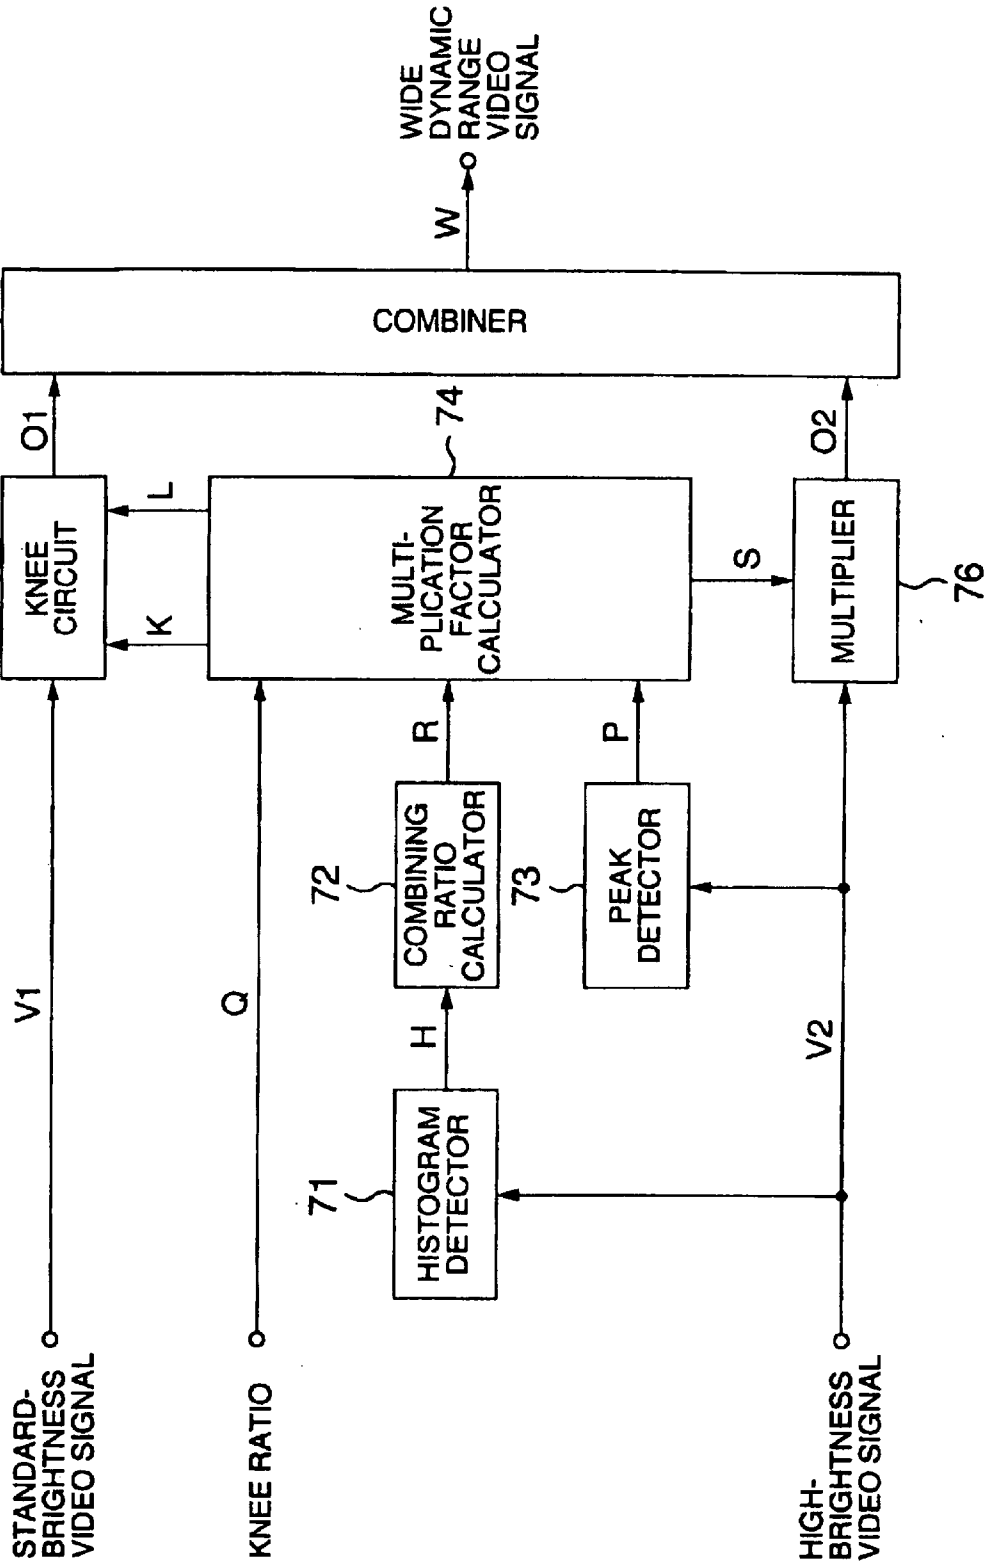 STANDARD-
BRIGHTNESS
VIDEO SIGNAL
V1
KNEE
CIRCUIT
O1
K
L
KNEE RATIO
Q
MULTI-
PLICATION
FACTOR
CALCULATOR
74
71
HISTOGRAM
DETECTOR
H
72
COMBINING
RATIO
CALCULATOR
R
73
PEAK
DETECTOR
P
S
HIGH-
BRIGHTNESS
VIDEO SIGNAL
V2
MULTIPLIER
76
O2
COMBINER
W
WIDE
DYNAMIC
RANGE
VIDEO
SIGNAL